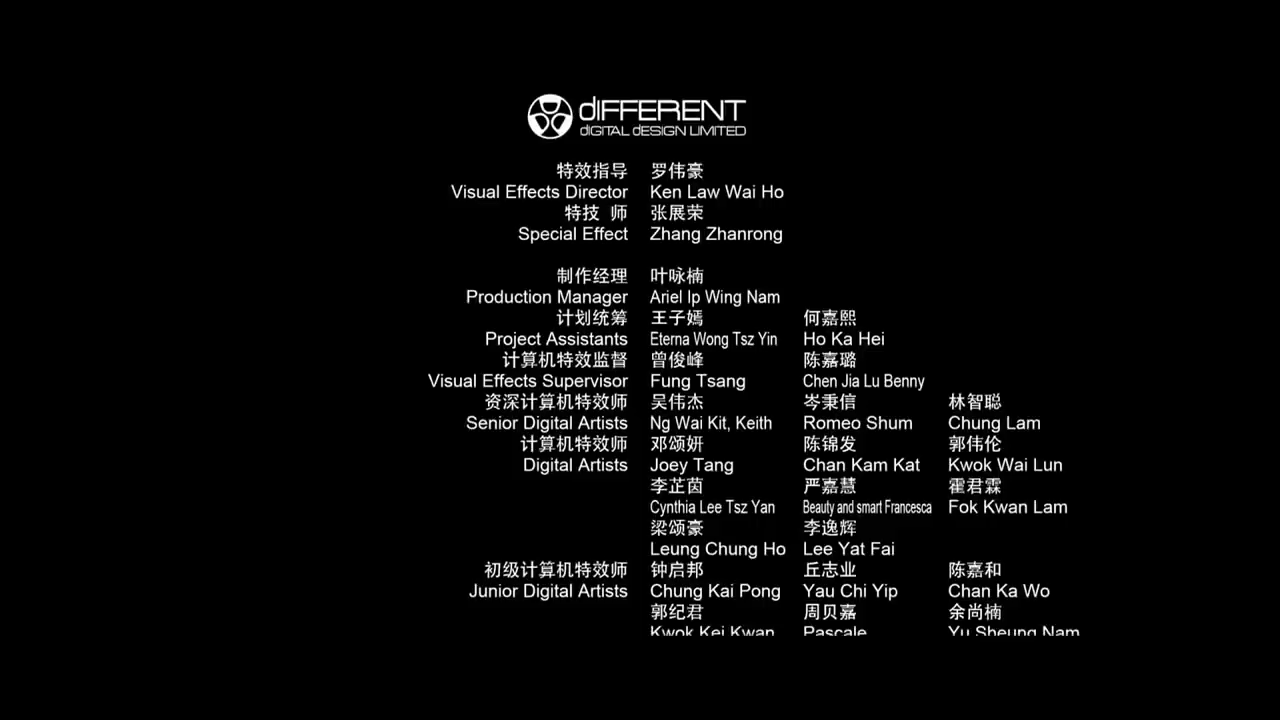 dIFFERENT
dIGITAL dESIGN LIMITED
特效指导 罗伟豪
Visual Effects Director Ken Law Wai Ho
特技 师 张展荣
Special Effect Zhang Zhanrong
制作经理 叶咏楠
Production Manager Ariel Ip Wing Nam
计划统筹 王子嫣 何嘉熙
Project Assistants Eterna Wong Tsz Yin Ho Ka Hei
计算机特效监督 曾俊峰 陈嘉璐
Visual Effects Supervisor Fung Tsang Chen Jia Lu Benny
资深计算机特效师 吴伟杰 岑秉信 林智聪
Senior Digital Artists Ng Wai Kit, Keith Romeo Shum Chung Lam
计算机特效师 邓颂妍 陈锦发 郭伟伦
Digital Artists Joey Tang Chan Kam Kat Kwok Wai Lun
李芷茵 严嘉慧 霍君霖
Cynthia Lee Tsz Yan Beauty and smart Francesca Fok Kwan Lam
梁颂豪 李逸辉
Leung Chung Ho Lee Yat Fai
初级计算机特效师 钟启邦 丘志业 陈嘉和
Junior Digital Artists Chung Kai Pong Yau Chi Yip Chan Ka Wo
郭纪君 周贝嘉 余尚楠
Kwok Kei Kwan Pascale Yu Sheung Nam